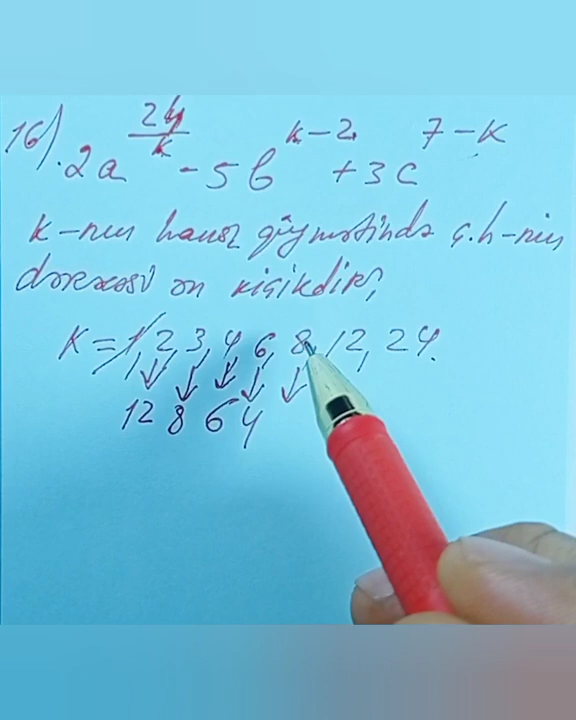 16). 2a^(24/k) - 5b^(k-2) + 3c^(7-k)
k-nın hansı qiymətində ç.h-nin
dərəcəsi ən kiçikdir?
K = 1, 2, 3, 4, 6, 8, 12, 24.
12 8 6 4